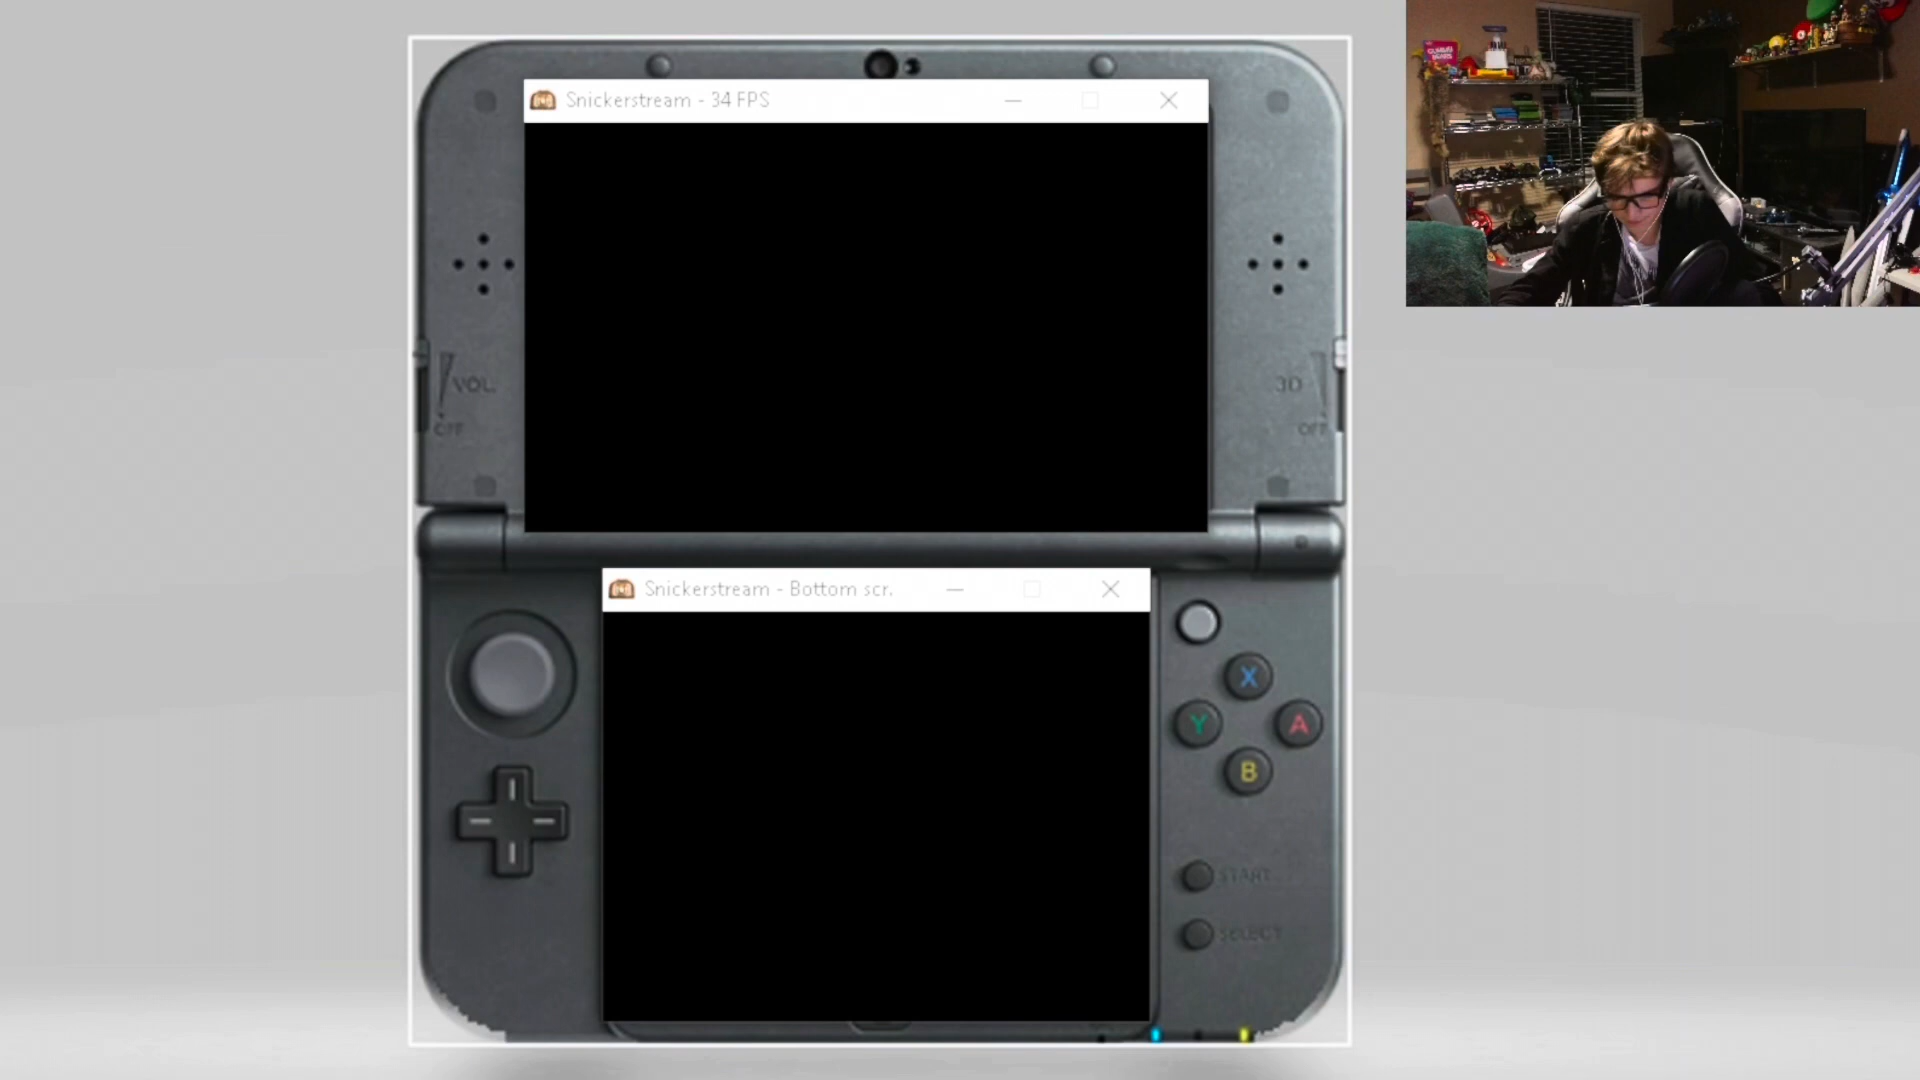 Snickerstream - 34 FPS
VOL.
OFF
3D
OFF
Snickerstream - Bottom scr.
X
Y
A
B
START
SELECT